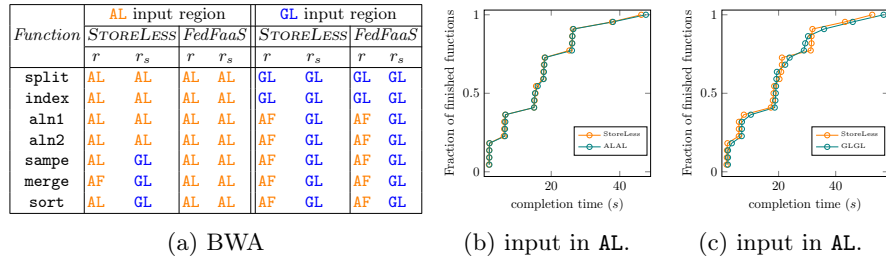 AL input region GL input region
Function STORELESS FedFaaS STORELESS FedFaaS
r r_s r r_s r r_s r r_s
split AL AL AL AL GL GL GL GL
index AL AL AL AL GL GL GL GL
aln1 AL AL AL AL AF GL AF GL
aln2 AL AL AL AL AF GL AF GL
sampe AL GL AL AL AF GL AF GL
merge AF GL AL AL AF GL AF GL
sort AF GL AL AL AF GL AF GL
(a) BWA
Fraction of finished functions
1
0.5
0
20 40
completion time (s)
StoreLess
ALAL
(b) input in AL.
Fraction of finished functions
1
0.5
0
20 40
completion time (s)
StoreLess
GLGL
(c) input in AL.